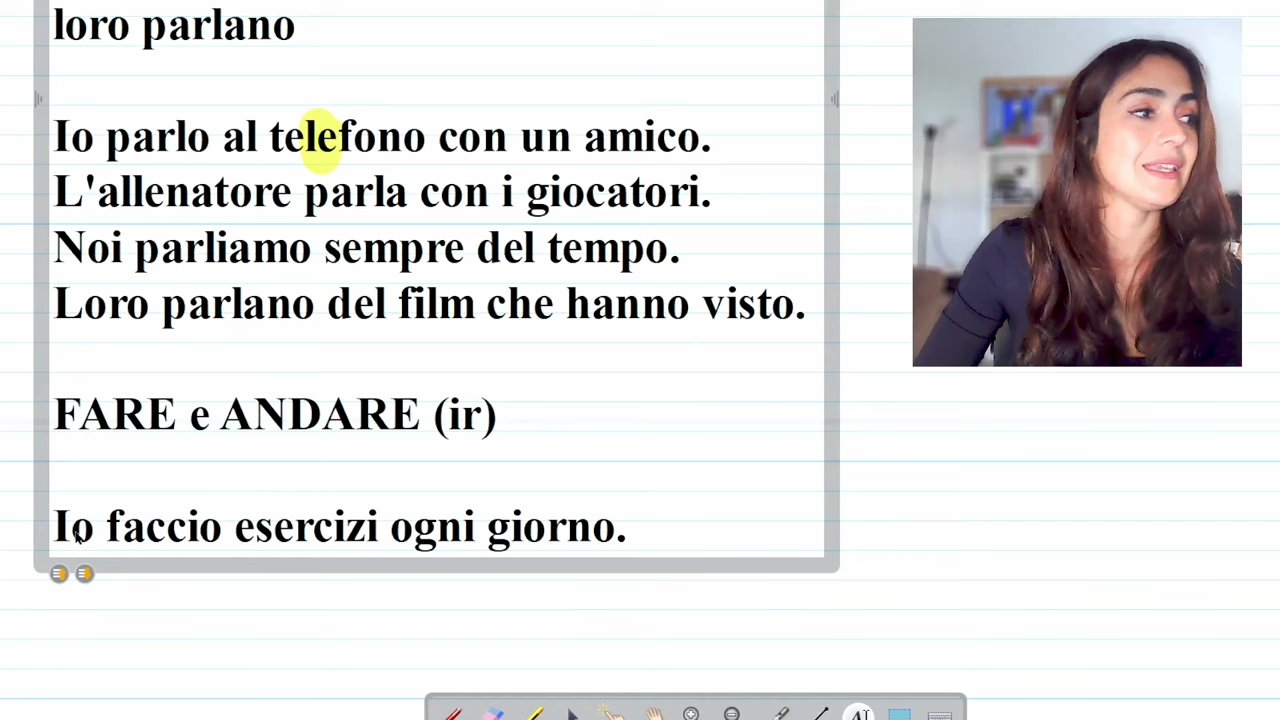 loro parlano
Io parlo al telefono con un amico.
L'allenatore parla con i giocatori.
Noi parliamo sempre del tempo.
Loro parlano del film che hanno visto.
FARE e ANDARE (ir)
Io faccio esercizi ogni giorno.